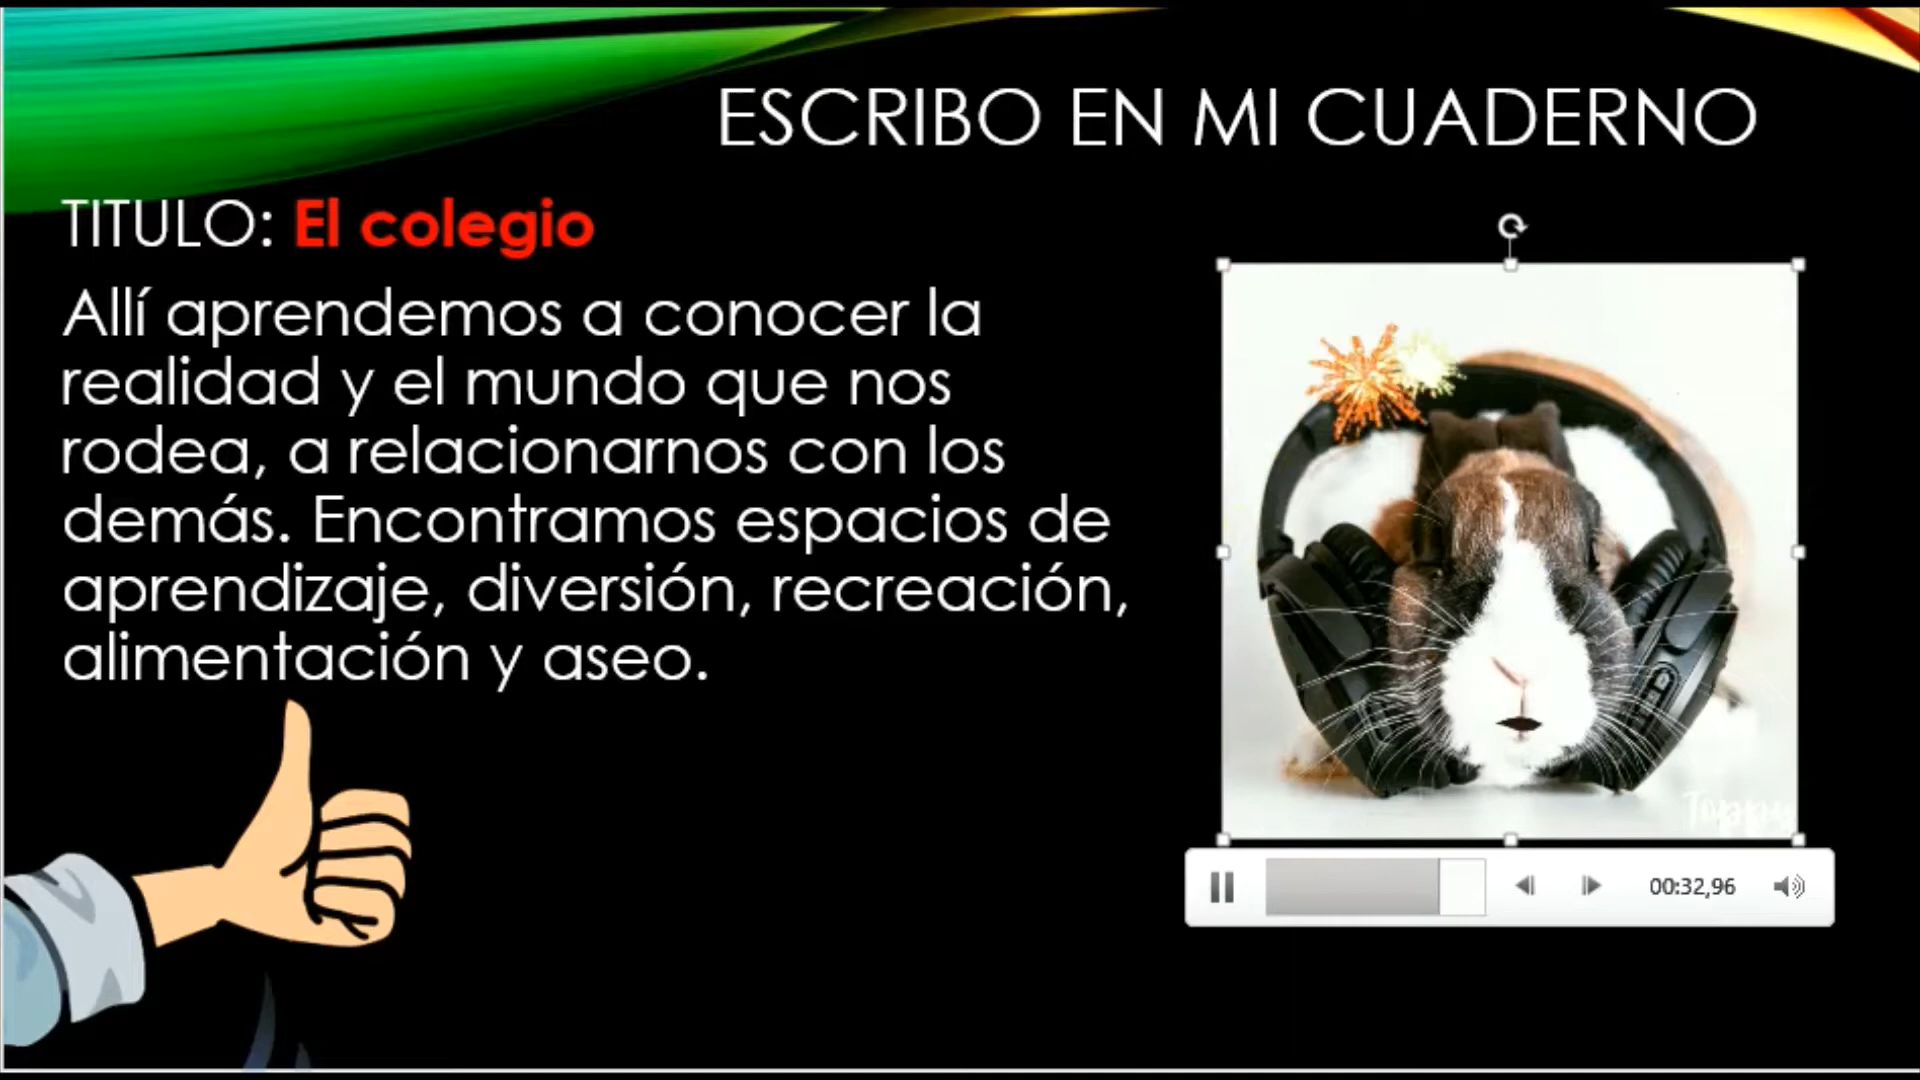 ESCRIBO EN MI CUADERNO
TITULO: El colegio
Allí aprendemos a conocer la
realidad y el mundo que nos
rodea, a relacionarnos con los
demás. Encontramos espacios de
aprendizaje, diversión, recreación,
alimentación y aseo.
00:32,96